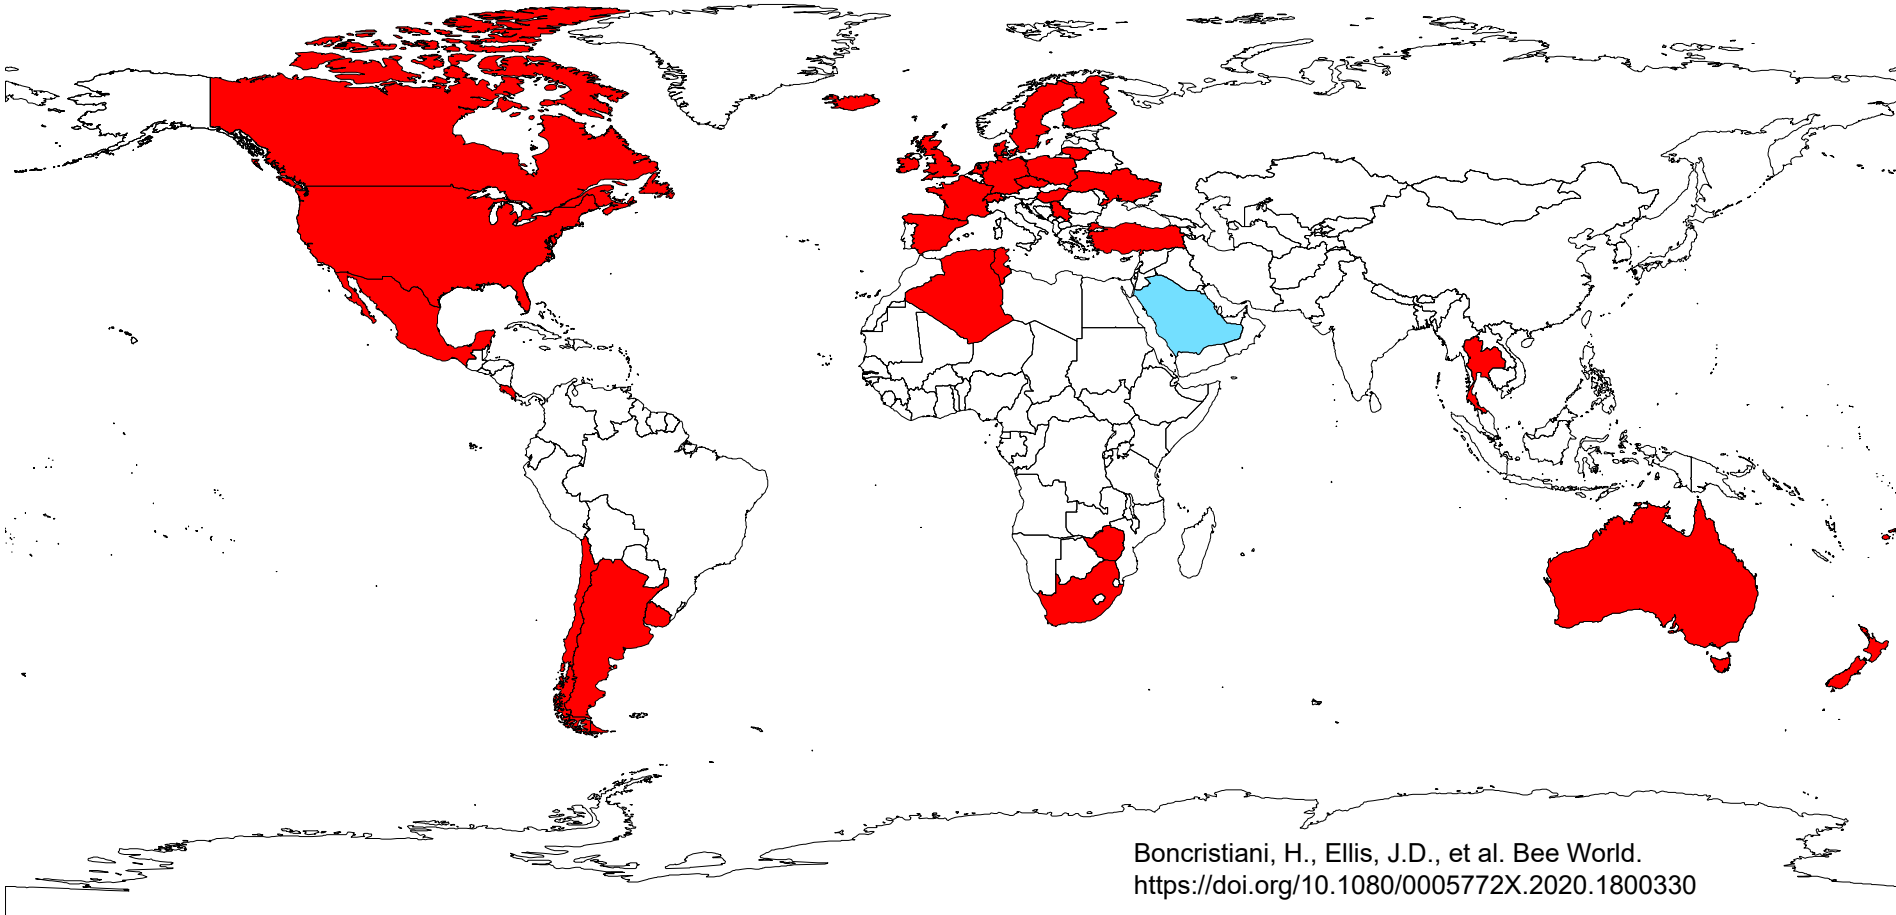 Boncristiani, H., Ellis, J.D., et al. Bee World.
https://doi.org/10.1080/0005772X.2020.1800330